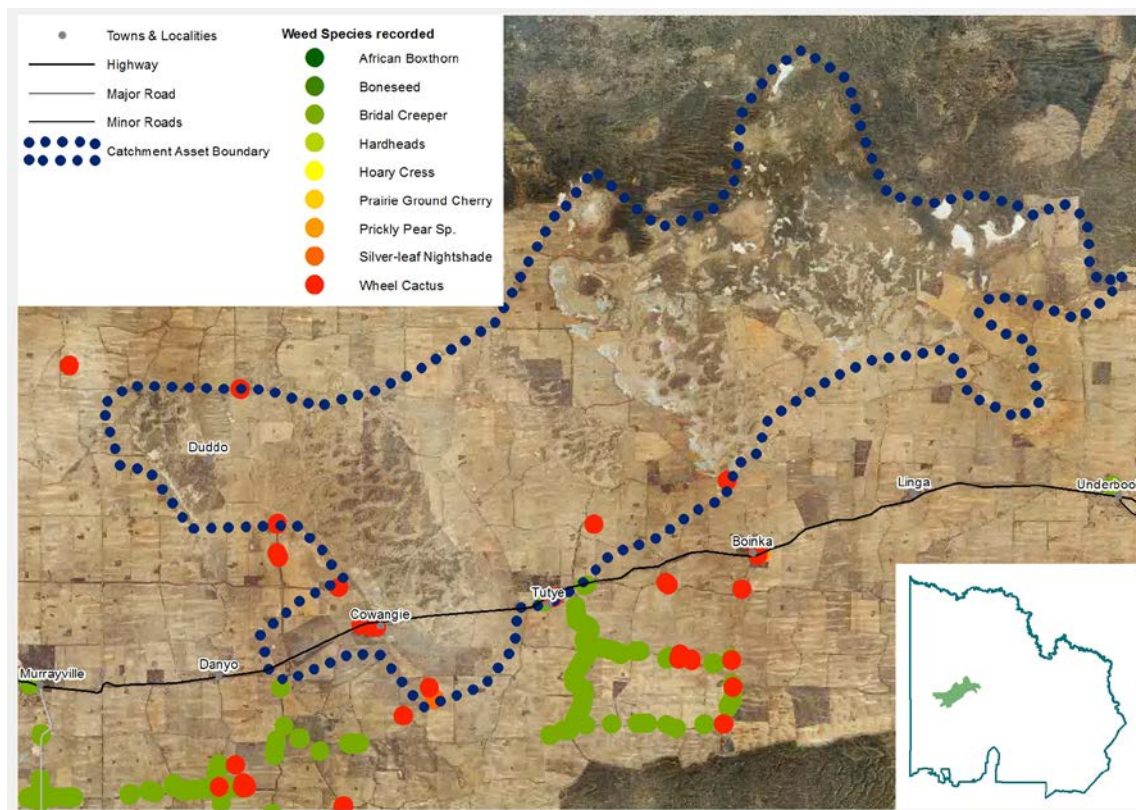 Towns & Localities
Highway
Major Road
Minor Roads
Catchment Asset Boundary
Weed Species recorded
African Boxthorn
Boneseed
Bridal Creeper
Hardheads
Hoary Cress
Prairie Ground Cherry
Prickly Pear Sp.
Silver-leaf Nightshade
Wheel Cactus
Duddo
Linga
Underboo
Boinka
Tutye
Cowangie
Danyo
Murrayville